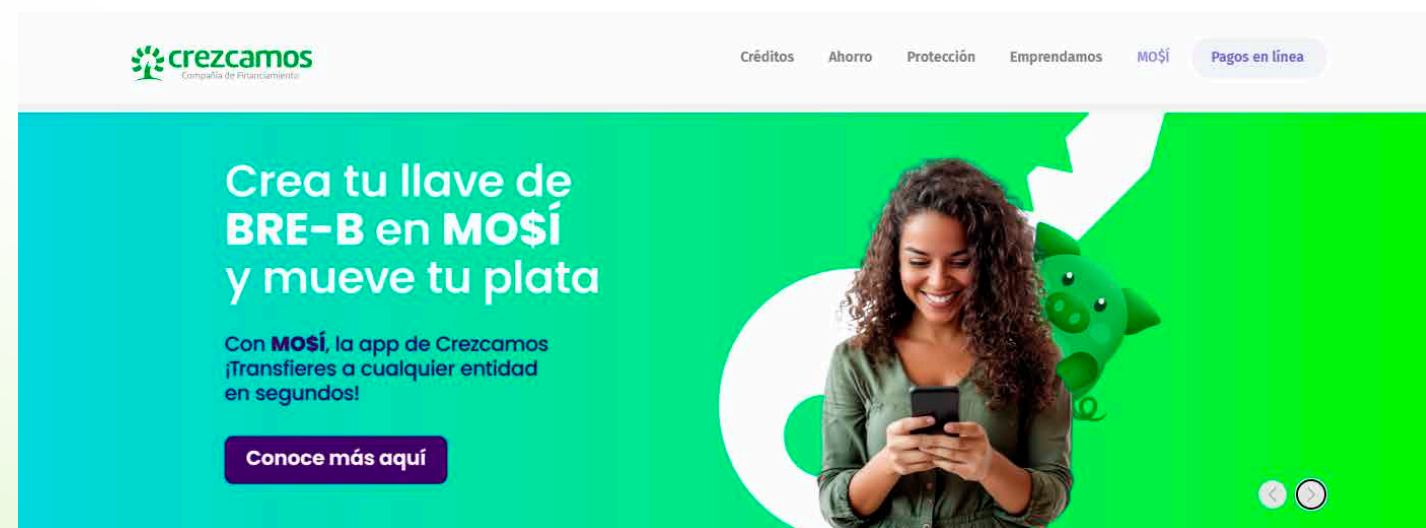 crezcamos
Compañía de Financiamiento
Créditos Ahorro Protección Emprendamos MO$Í Pagos en línea
Crea tu llave de
BRE-B en MO$Í
y mueve tu plata
Con MO$Í, la app de Crezcamos
¡Transfieres a cualquier entidad
en segundos!
Conoce más aquí